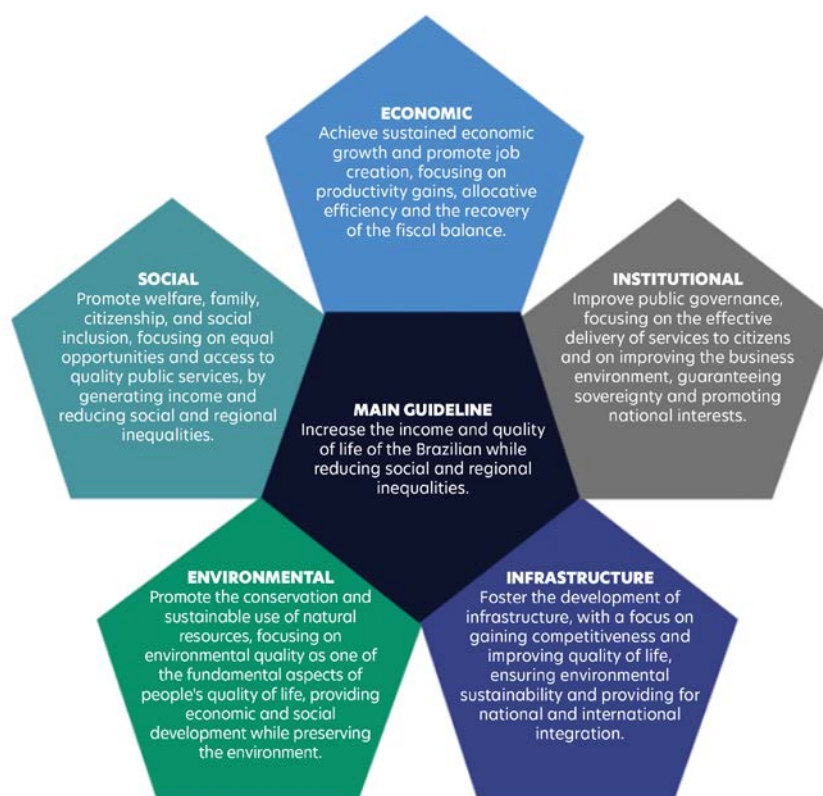 ECONOMIC
Achieve sustained economic
growth and promote job
creation, focusing on
productivity gains, allocative
efficiency and the recovery
of the fiscal balance.
SOCIAL
Promote welfare, family,
citizenship, and social
inclusion, focusing on equal
opportunities and access to
quality public services, by
generating income and
reducing social and regional
inequalities.
INSTITUTIONAL
Improve public governance,
focusing on the effective
delivery of services to citizens
and on improving the business
environment, guaranteeing
sovereignty and promoting
national interests.
MAIN GUIDELINE
Increase the income and quality
of life of the Brazilian while
reducing social and regional
inequalities.
ENVIRONMENTAL
Promote the conservation and
sustainable use of natural
resources, focusing on
environmental quality as one of
the fundamental aspects of
people's quality of life, providing
economic and social
development while preserving
the environment.
INFRASTRUCTURE
Foster the development of
infrastructure, with a focus on
gaining competitiveness and
improving quality of life,
ensuring environmental
sustainability and providing for
national and international
integration.